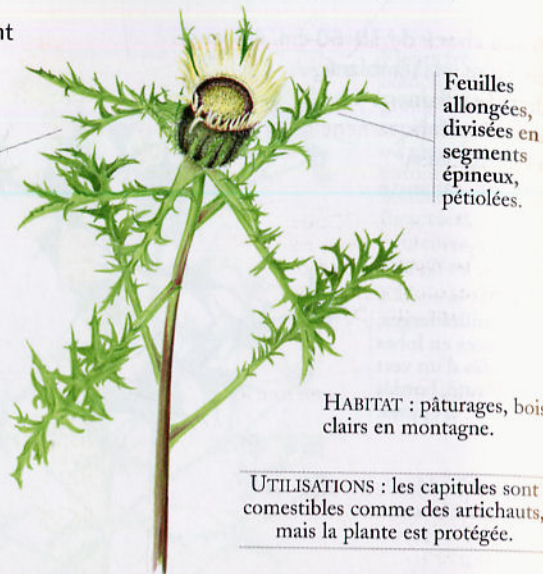 nt
Feuilles
allongées,
divisées en
segments
épineux,
pétiolées.
HABITAT : pâturages, bois
clairs en montagne.
UTILISATIONS : les capitules sont
comestibles comme des artichauts,
mais la plante est protégée.